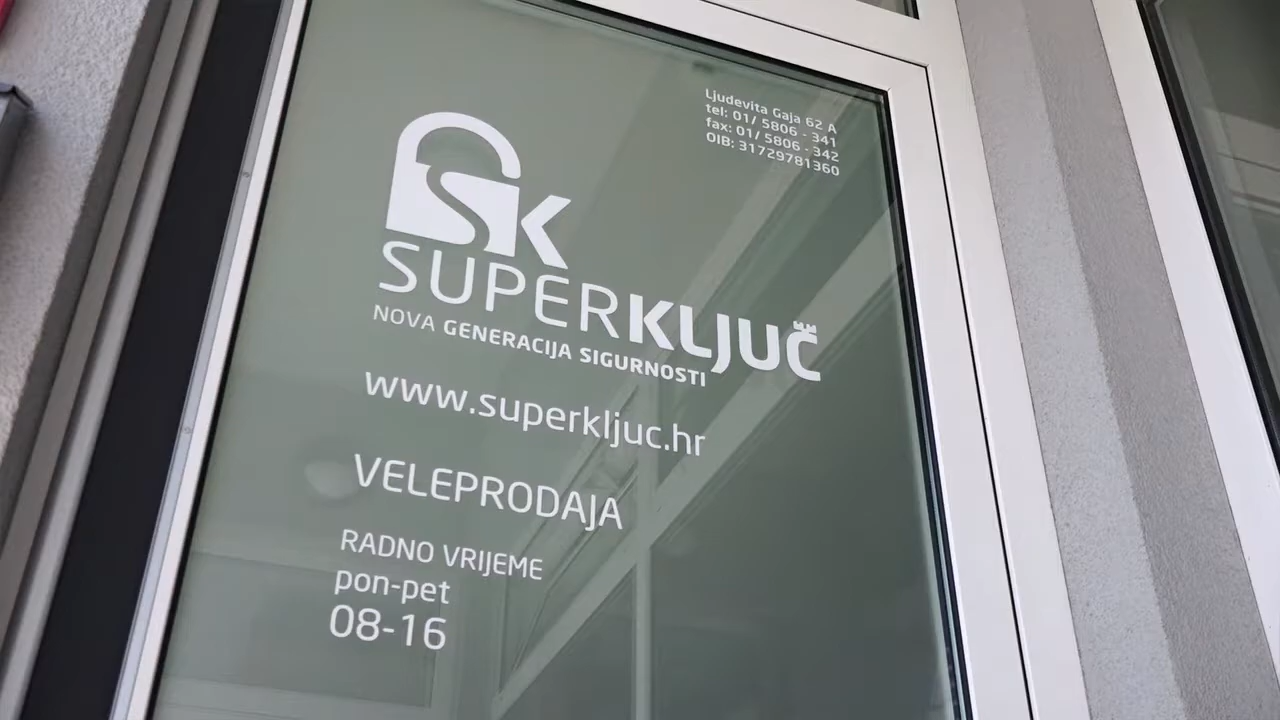 Ljudevita Gaja 62 A
tel: 01/ 5806 - 341
fax: 01/ 5806 - 342
OIB: 31729781360
SK
SUPERKLJUČ
NOVA GENERACIJA SIGURNOSTI
www.superkljuc.hr
VELEPRODAJA
RADNO VRIJEME
pon-pet
08-16